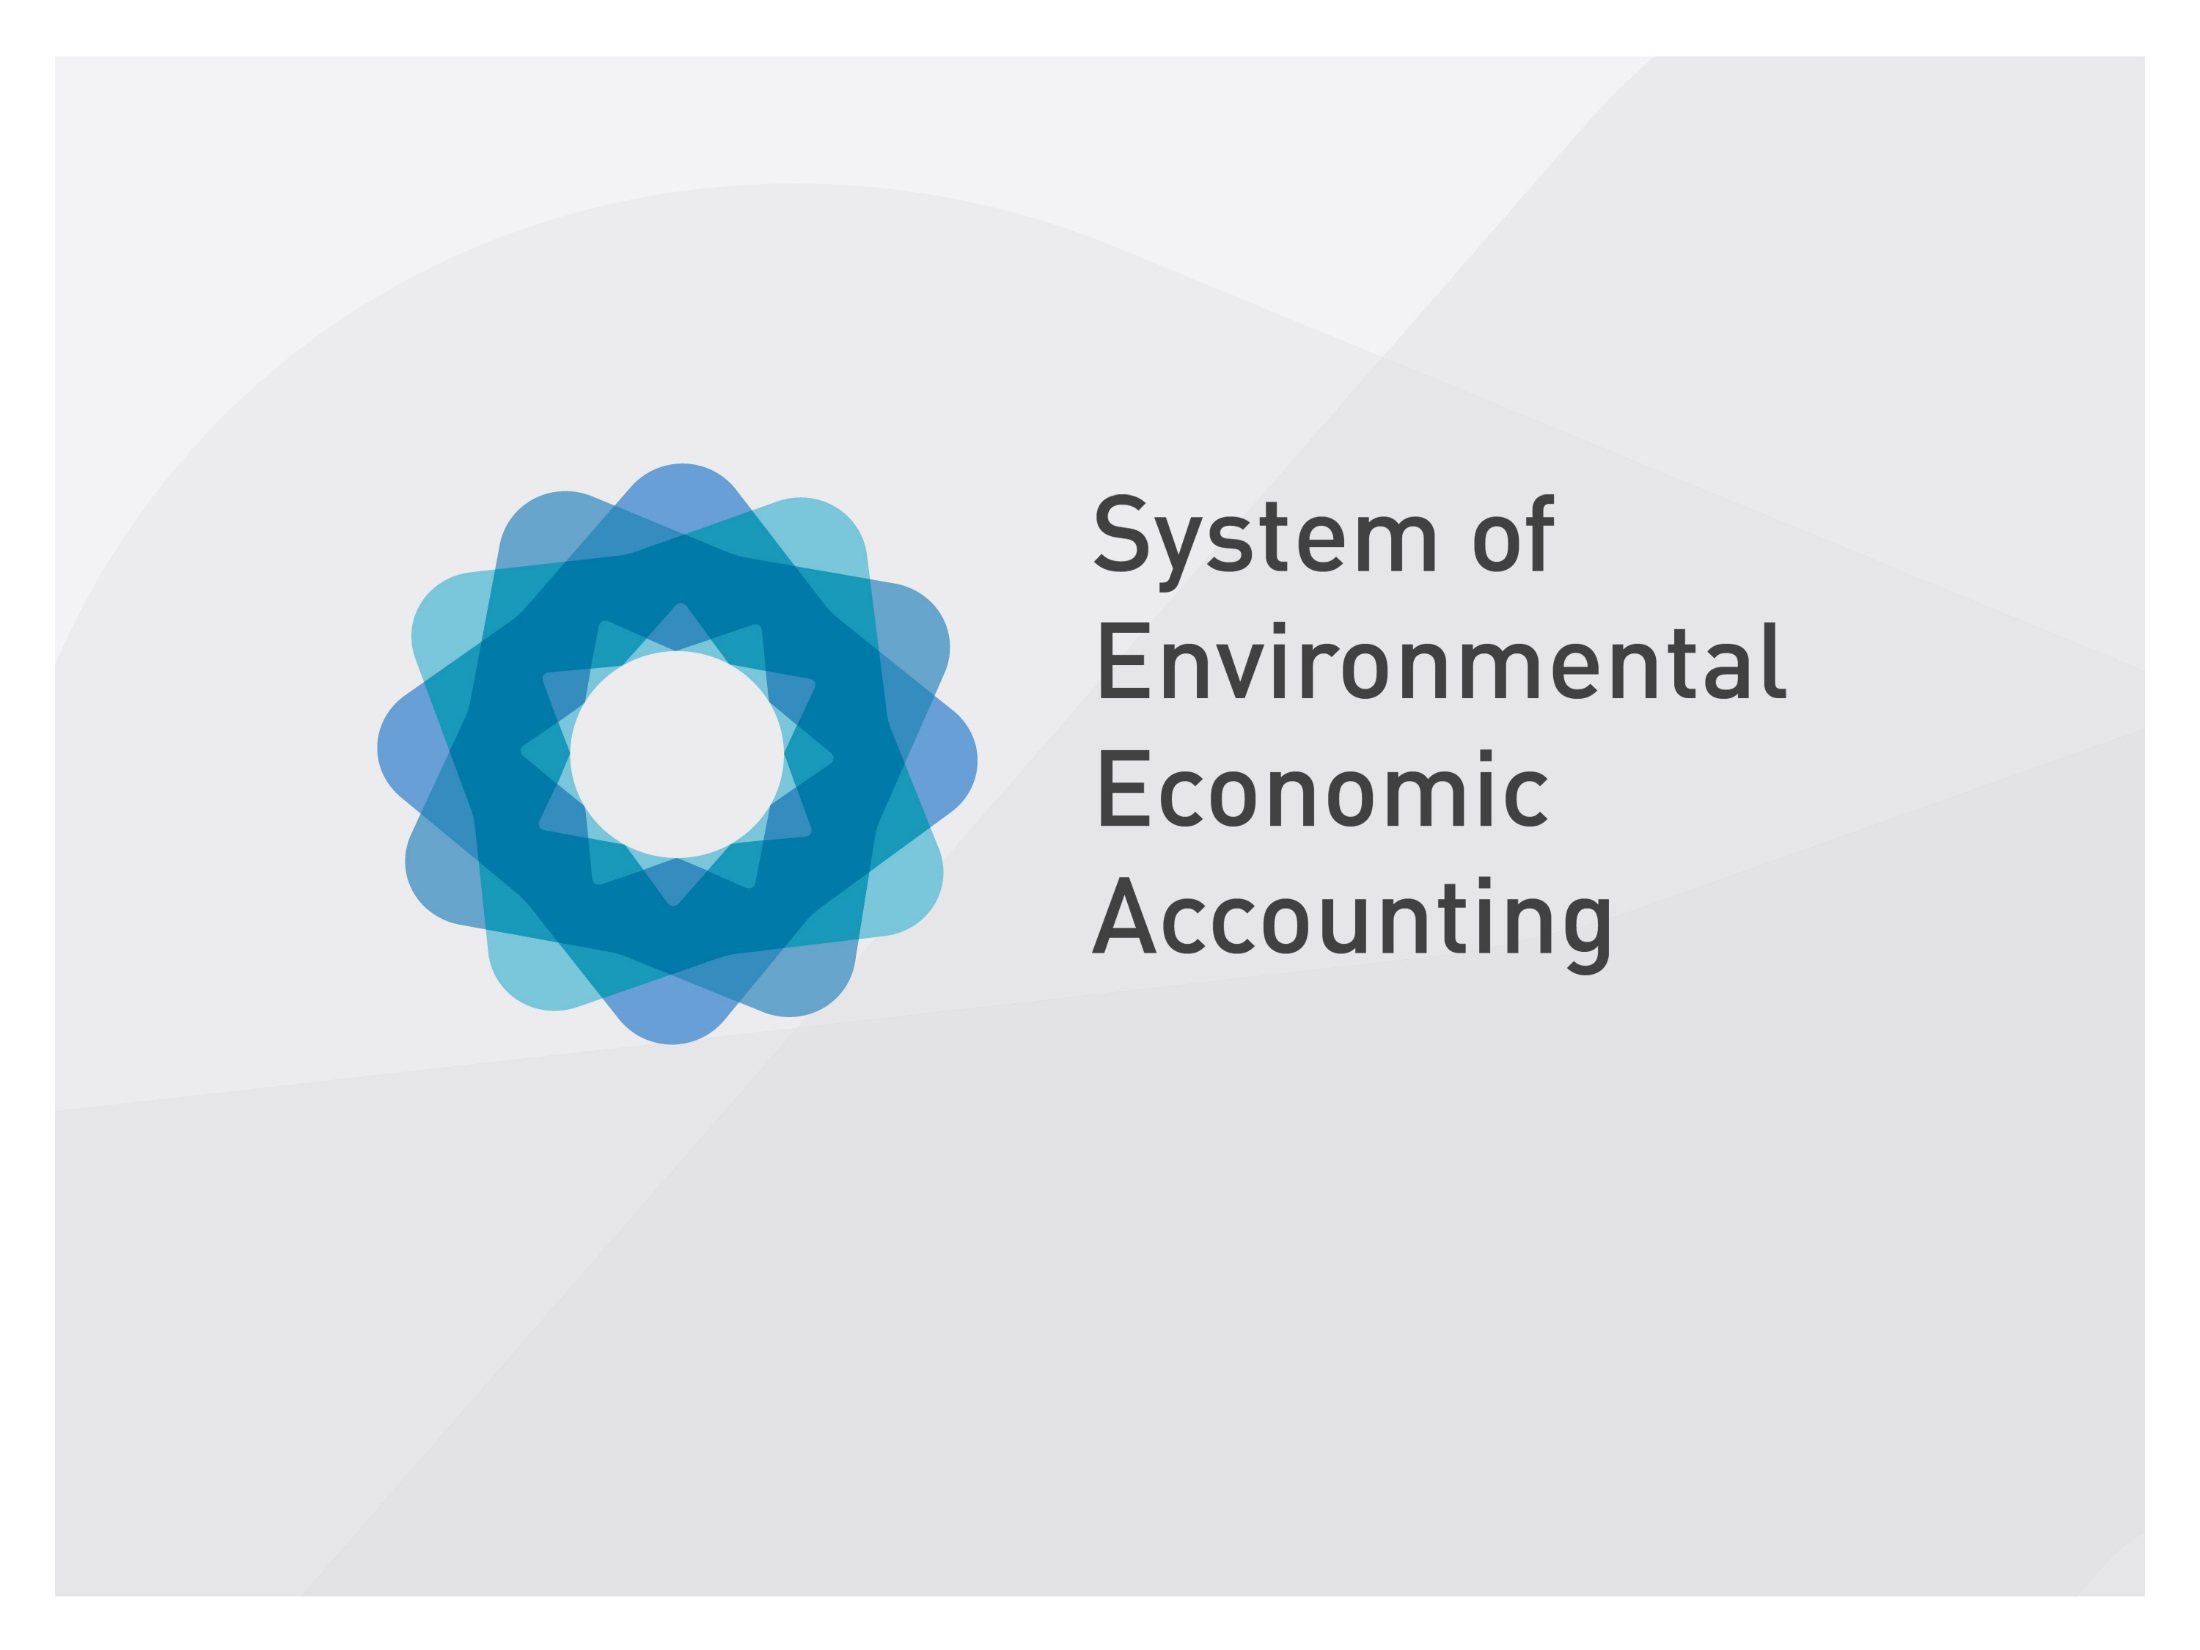 System of
Environmental
Economic
Accounting